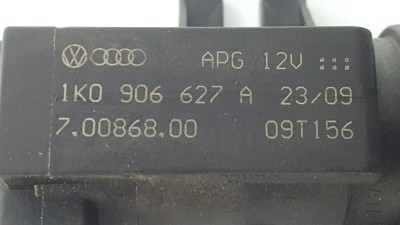 APG 12V
1K0 906 627 A 23/09
7.00868.00 09T156